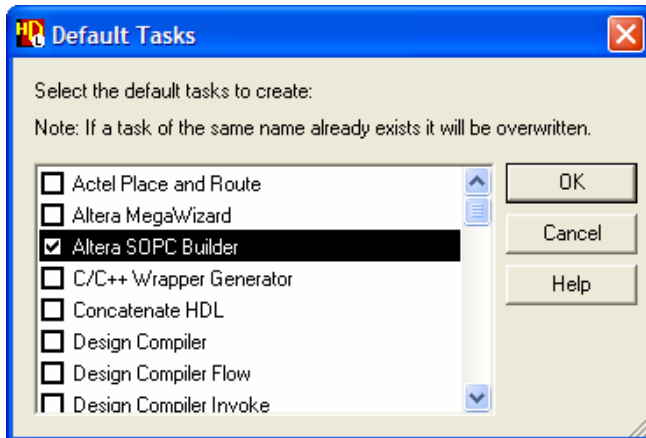 HDL Default Tasks
Select the default tasks to create:
Note: If a task of the same name already exists it will be overwritten.
Actel Place and Route
Altera MegaWizard
Altera SOPC Builder
C/C++ Wrapper Generator
Concatenate HDL
Design Compiler
Design Compiler Flow
Design Compiler Invoke
OK
Cancel
Help